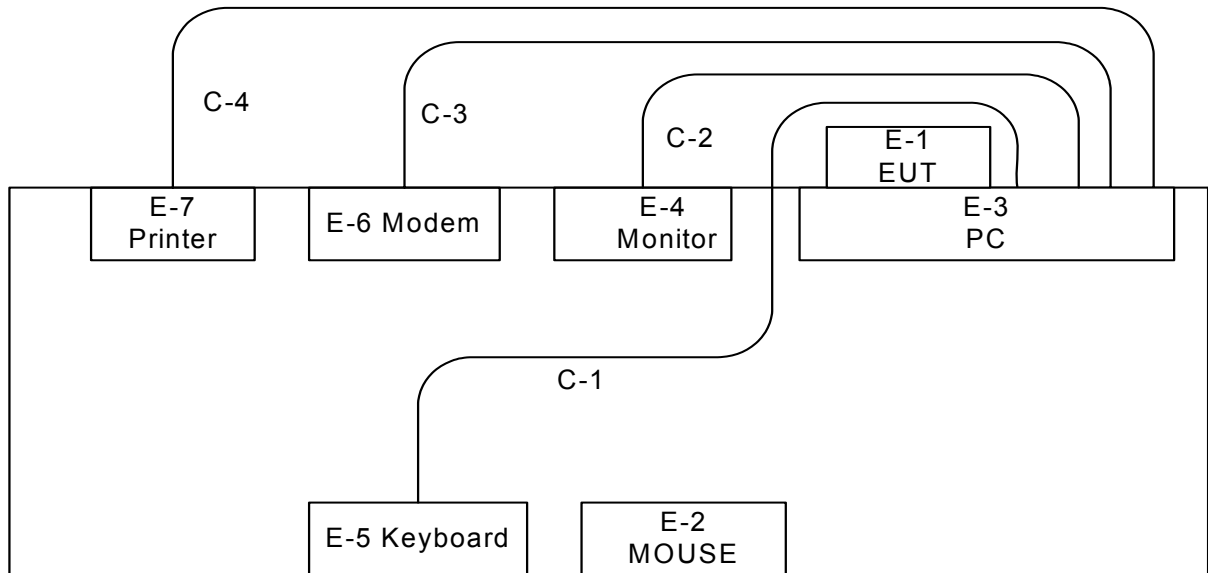 C-4
C-3
C-2
E-1
EUT
E-7
Printer
E-6 Modem
E-4
Monitor
E-3
PC
C-1
E-5 Keyboard
E-2
MOUSE